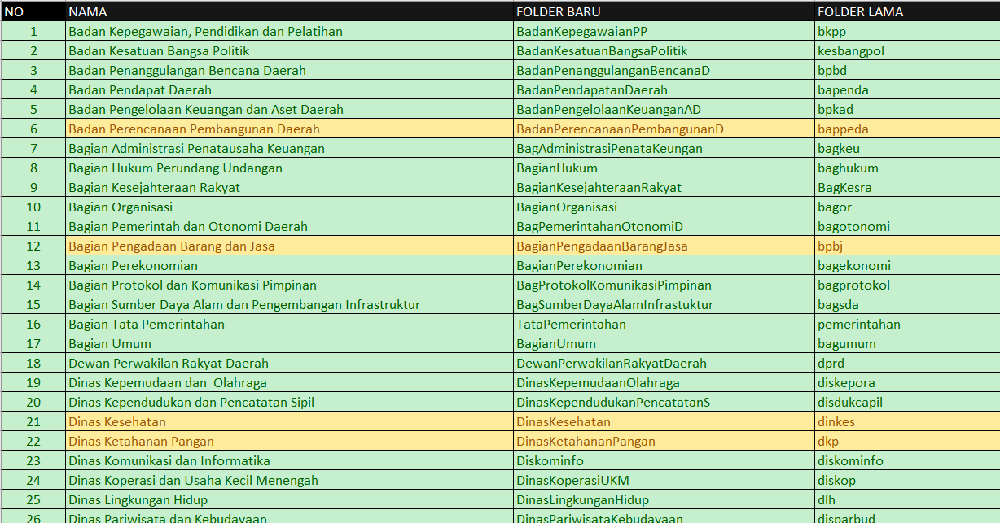 NO NAMA FOLDER BARU FOLDER LAMA
1 Badan Kepegawaian, Pendidikan dan Pelatihan BadanKepegawaianPP bkpp
2 Badan Kesatuan Bangsa Politik BadanKesatuanBangsaPolitik kesbangpol
3 Badan Penanggulangan Bencana Daerah BadanPenanggulanganBencanaD bpbd
4 Badan Pendapat Daerah BadanPendapatanDaerah bapenda
5 Badan Pengelolaan Keuangan dan Aset Daerah BadanPengelolaanKeuanganAD bpkad
6 Badan Perencanaan Pembangunan Daerah BadanPerencanaanPembangunanD bappeda
7 Bagian Administrasi Penatausaha Keuangan BagAdministrasiPenataKeungan bagkeu
8 Bagian Hukum Perundang Undangan BagianHukum baghukum
9 Bagian Kesejahteraan Rakyat BagianKesejahteraanRakyat BagKesra
10 Bagian Organisasi BagianOrganisasi bagor
11 Bagian Pemerintah dan Otonomi Daerah BagPemerintahanOtonomiD bagotonomi
12 Bagian Pengadaan Barang dan Jasa BagianPengadaanBarangJasa bpbj
13 Bagian Perekonomian BagianPerekonomian bagekonomi
14 Bagian Protokol dan Komunikasi Pimpinan BagProtokolKomunikasiPimpinan bagprotokol
15 Bagian Sumber Daya Alam dan Pengembangan Infrastruktur BagSumberDayaAlamInfrastuktur bagsda
16 Bagian Tata Pemerintahan TataPemerintahan pemerintahan
17 Bagian Umum BagianUmum bagumum
18 Dewan Perwakilan Rakyat Daerah DewanPerwakilanRakyatDaerah dprd
19 Dinas Kepemudaan dan  Olahraga DinasKepemudaanOlahraga diskepora
20 Dinas Kependudukan dan Pencatatan Sipil DinasKependudukanPencatatanS disdukcapil
21 Dinas Kesehatan DinasKesehatan dinkes
22 Dinas Ketahanan Pangan DinasKetahananPangan dkp
23 Dinas Komunikasi dan Informatika Diskominfo diskominfo
24 Dinas Koperasi dan Usaha Kecil Menengah DinasKoperasiUKM diskop
25 Dinas Lingkungan Hidup DinasLingkunganHidup dlh
26 Dinas Pariwisata dan Kebudayaan DinasPariwisataKebudayaan disparbud